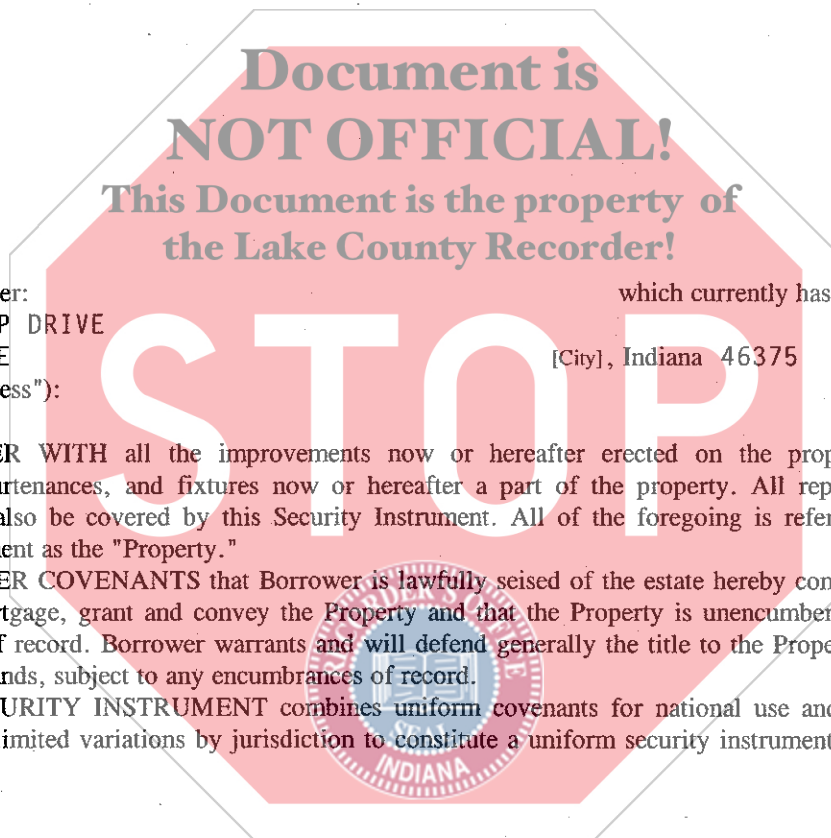 Document is
NOT OFFICIAL!
This Document is the property of
the Lake County Recorder!
er: which currently has
P DRIVE
E [City], Indiana 46375
ess"):
STOP
ER WITH all the improvements now or hereafter erected on the prop
urtenances, and fixtures now or hereafter a part of the property. All rep
also be covered by this Security Instrument. All of the foregoing is refer
ent as the "Property."
ER COVENANTS that Borrower is lawfully seised of the estate hereby con
tgage, grant and convey the Property and that the Property is unencumber
f record. Borrower warrants and will defend generally the title to the Prope
nds, subject to any encumbrances of record.
URITY INSTRUMENT combines uniform covenants for national use and
imited variations by jurisdiction to constitute a uniform security instrument
RECORDER'S OFFICE
SEAL
INDIANA